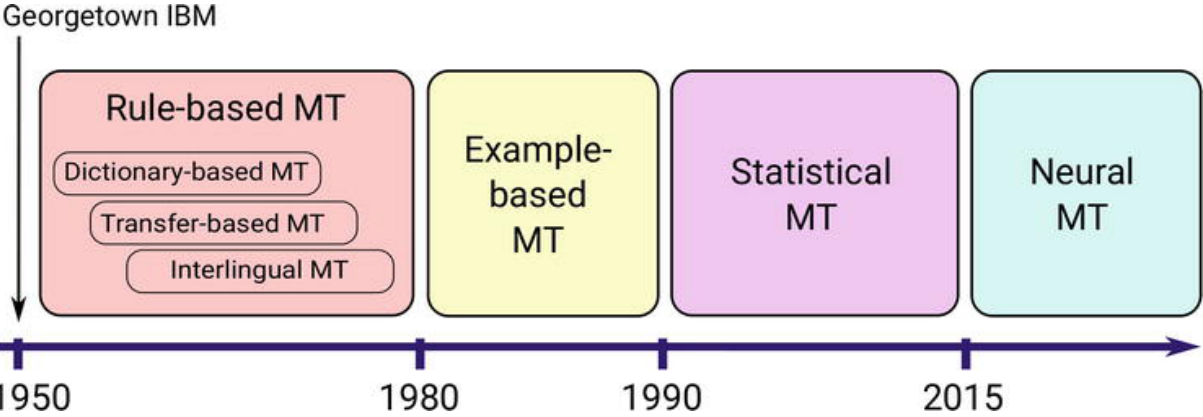 Georgetown IBM
Rule-based MT
Dictionary-based MT
Transfer-based MT
Interlingual MT
Example-
based
MT
Statistical
MT
Neural
MT
1950
1980
1990
2015